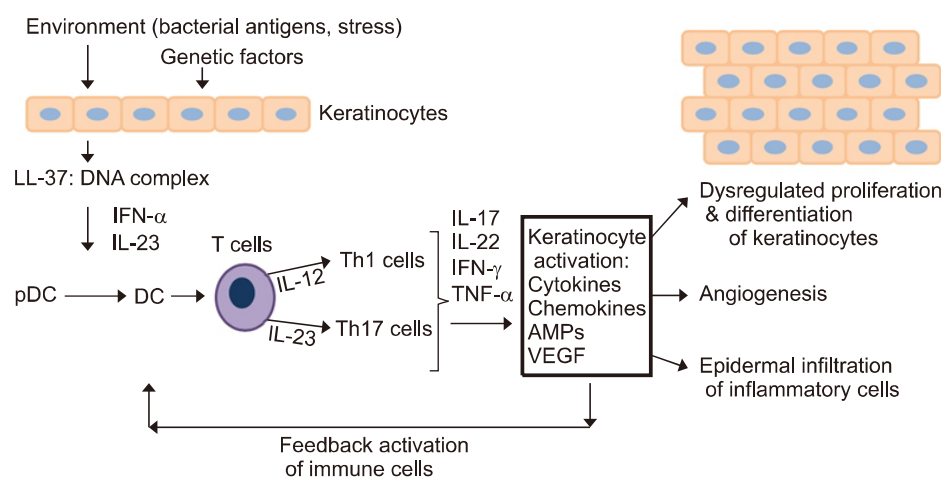 Environment (bacterial antigens, stress)
Genetic factors
Keratinocytes
LL-37: DNA complex
IFN-α
IL-23
pDC
DC
T cells
IL-12
IL-23
Th1 cells
Th17 cells
IL-17
IL-22
IFN-γ
TNF-α
Keratinocyte
activation:
Cytokines
Chemokines
AMPs
VEGF
Dysregulated proliferation
& differentiation
of keratinocytes
Angiogenesis
Epidermal infiltration
of inflammatory cells
Feedback activation
of immune cells